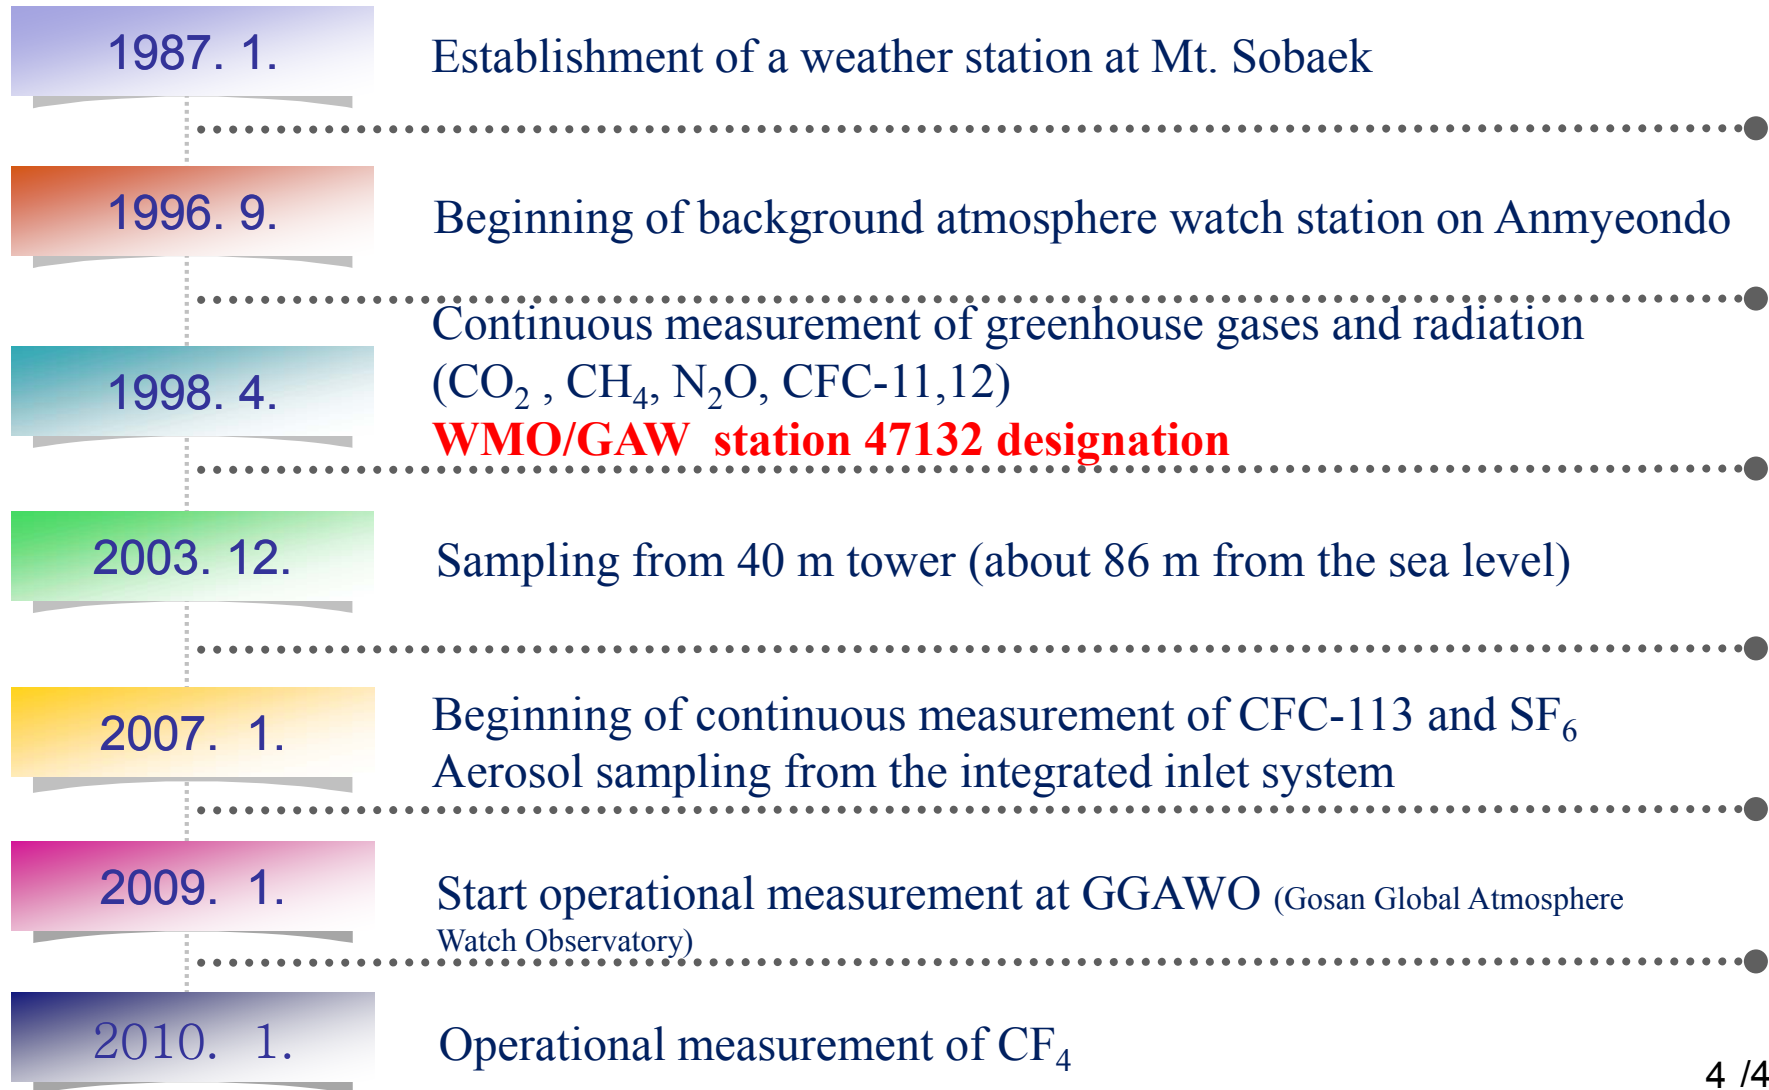 1987. 1.
Establishment of a weather station at Mt. Sobaek
1996. 9.
Beginning of background atmosphere watch station on Anmyeondo
1998. 4.
Continuous measurement of greenhouse gases and radiation
(CO₂ , CH₄, N₂O, CFC-11,12)
WMO/GAW station 47132 designation
2003. 12.
Sampling from 40 m tower (about 86 m from the sea level)
2007. 1.
Beginning of continuous measurement of CFC-113 and SF₆
Aerosol sampling from the integrated inlet system
2009. 1.
Start operational measurement at GGAWO (Gosan Global Atmosphere
Watch Observatory)
2010. 1.
Operational measurement of CF₄
4 /4